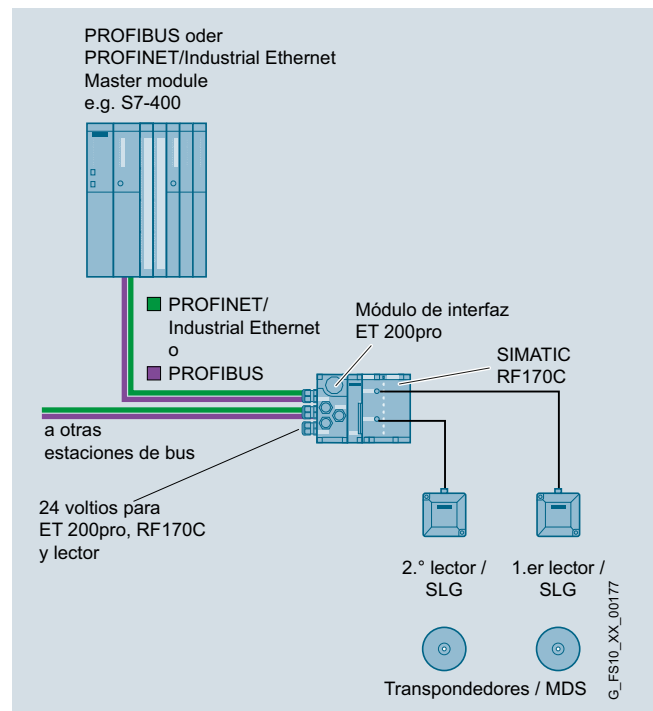 PROFIBUS oder
PROFINET/Industrial Ethernet
Master module
e.g. S7-400
PROFINET/
Industrial Ethernet
o
PROFIBUS
Módulo de interfaz
ET 200pro
SIMATIC
RF170C
a otras
estaciones de bus
24 voltios para
ET 200pro, RF170C
y lector
2.° lector /
SLG
1.er lector /
SLG
Transpondedores / MDS
G_FS10_XX_00177